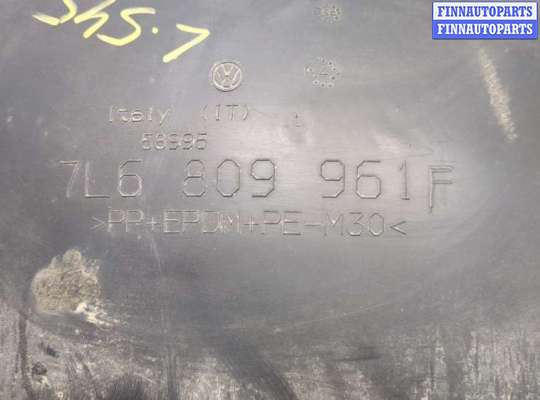 FINNAUTOPARTS
FINNAUTOPARTS
Italy (IT)
7L6 809 961F
>PP+EPDM+PE-M30<